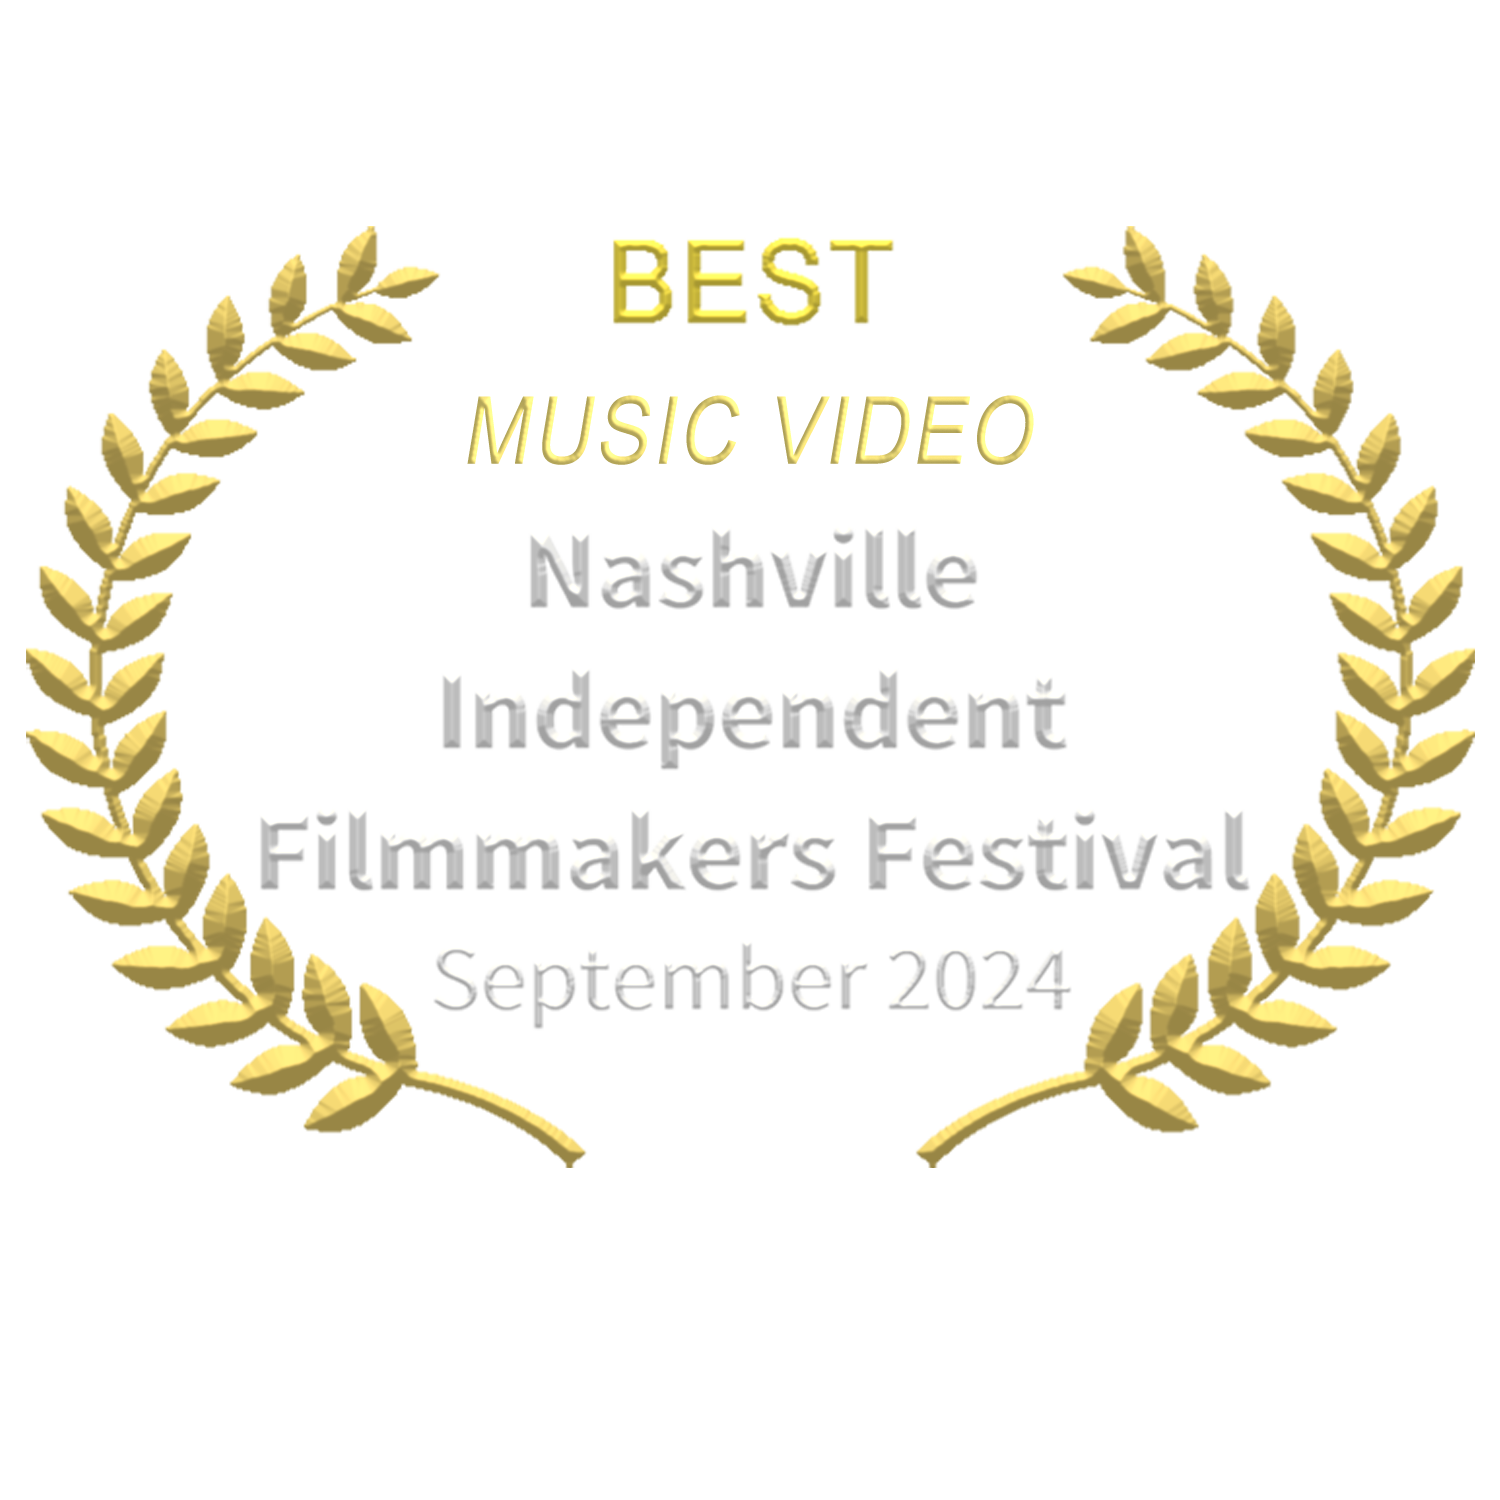 BEST
MUSIC VIDEO
Nashville
Independent
Filmmakers Festival
September 2024